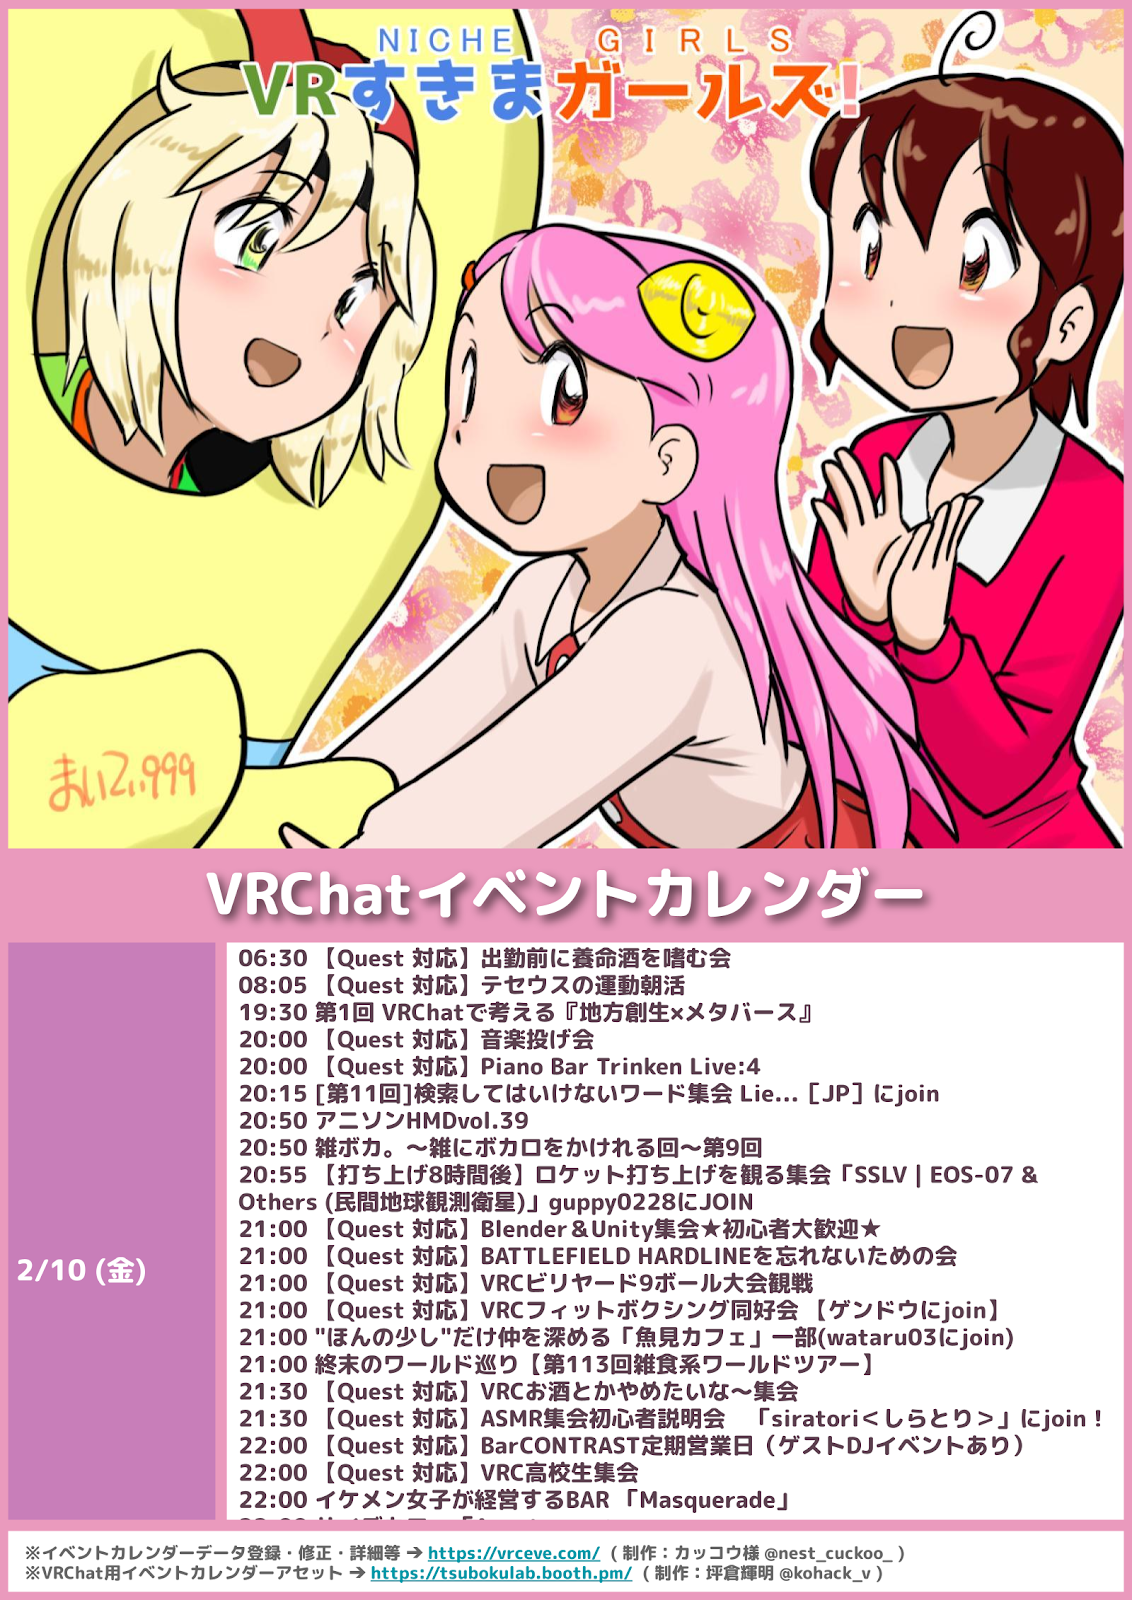 NICHE GIRLS
VRすきまガールズ!
まいてぃ999
VRChatイベントカレンダー
2/10 (金)
06:30 【Quest 対応】出勤前に養命酒を嗜む会
08:05 【Quest 対応】テセウスの運動朝活
19:30 第1回 VRChatで考える『地方創生×メタバース』
20:00 【Quest 対応】音楽投げ会
20:00 【Quest 対応】Piano Bar Trinken Live:4
20:15 [第11回]検索してはいけないワード集会 Lie...［JP］にjoin
20:50 アニソンHMDvol.39
20:50 雑ボカ。～雑にボカロをかけれる回～第9回
20:55 【打ち上げ8時間後】ロケット打ち上げを観る集会「SSLV | EOS-07 &
Others (民間地球観測衛星)」guppy0228にJOIN
21:00 【Quest 対応】Blender＆Unity集会★初心者大歓迎★
21:00 【Quest 対応】BATTLEFIELD HARDLINEを忘れないための会
21:00 【Quest 対応】VRCビリヤード9ボール大会観戦
21:00 【Quest 対応】VRCフィットボクシング同好会 【ゲンドウにjoin】
21:00 "ほんの少し"だけ仲を深める「魚見カフェ」一部(wataru03にjoin)
21:00 終末のワールド巡り【第113回雑食系ワールドツアー】
21:30 【Quest 対応】VRCお酒とかやめたいな～集会
21:30 【Quest 対応】ASMR集会初心者説明会　「siratori＜しらとり＞」にjoin！
22:00 【Quest 対応】BarCONTRAST定期営業日（ゲストDJイベントあり）
22:00 【Quest 対応】VRC高校生集会
22:00 イケメン女子が経営するBAR 「Masquerade」
※イベントカレンダーデータ登録・修正・詳細等 ➔ https://vrceve.com/ （ 制作：カッコウ様 @nest_cuckoo_ ）
※VRChat用イベントカレンダーアセット ➔ https://tsubokulab.booth.pm/ （ 制作：坪倉輝明 @kohack_v ）